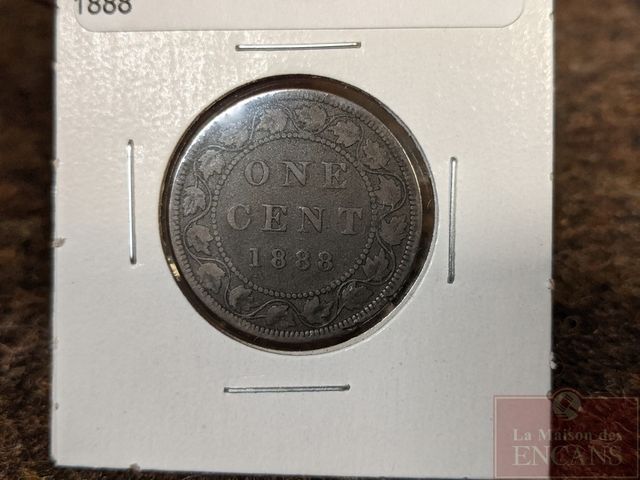 1888
ONE
CENT
1888
La Maison des
ENCANS